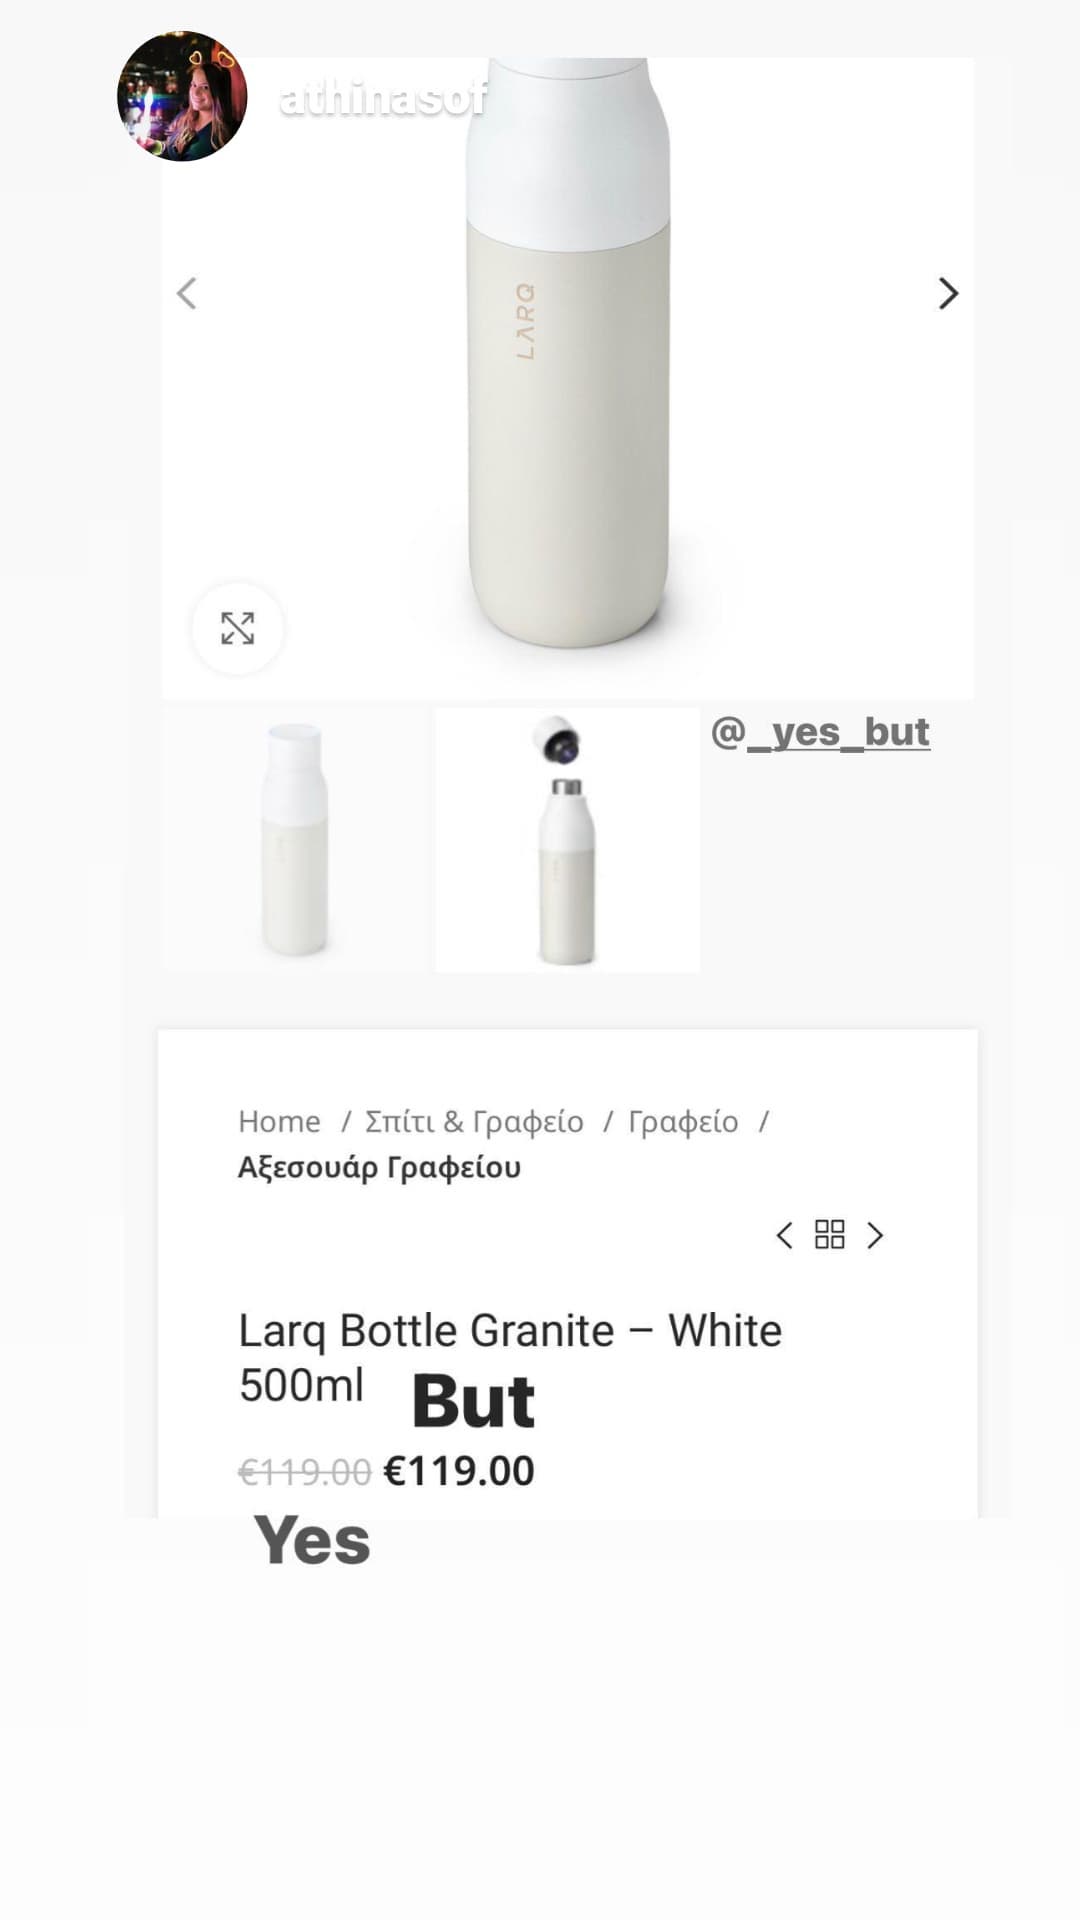 athinasof
LARQ
@_yes_but
Home / Σπίτι & Γραφείο / Γραφείο /
Αξεσουάρ Γραφείου
Larq Bottle Granite – White
500ml
But
€119.00 €119.00
Yes